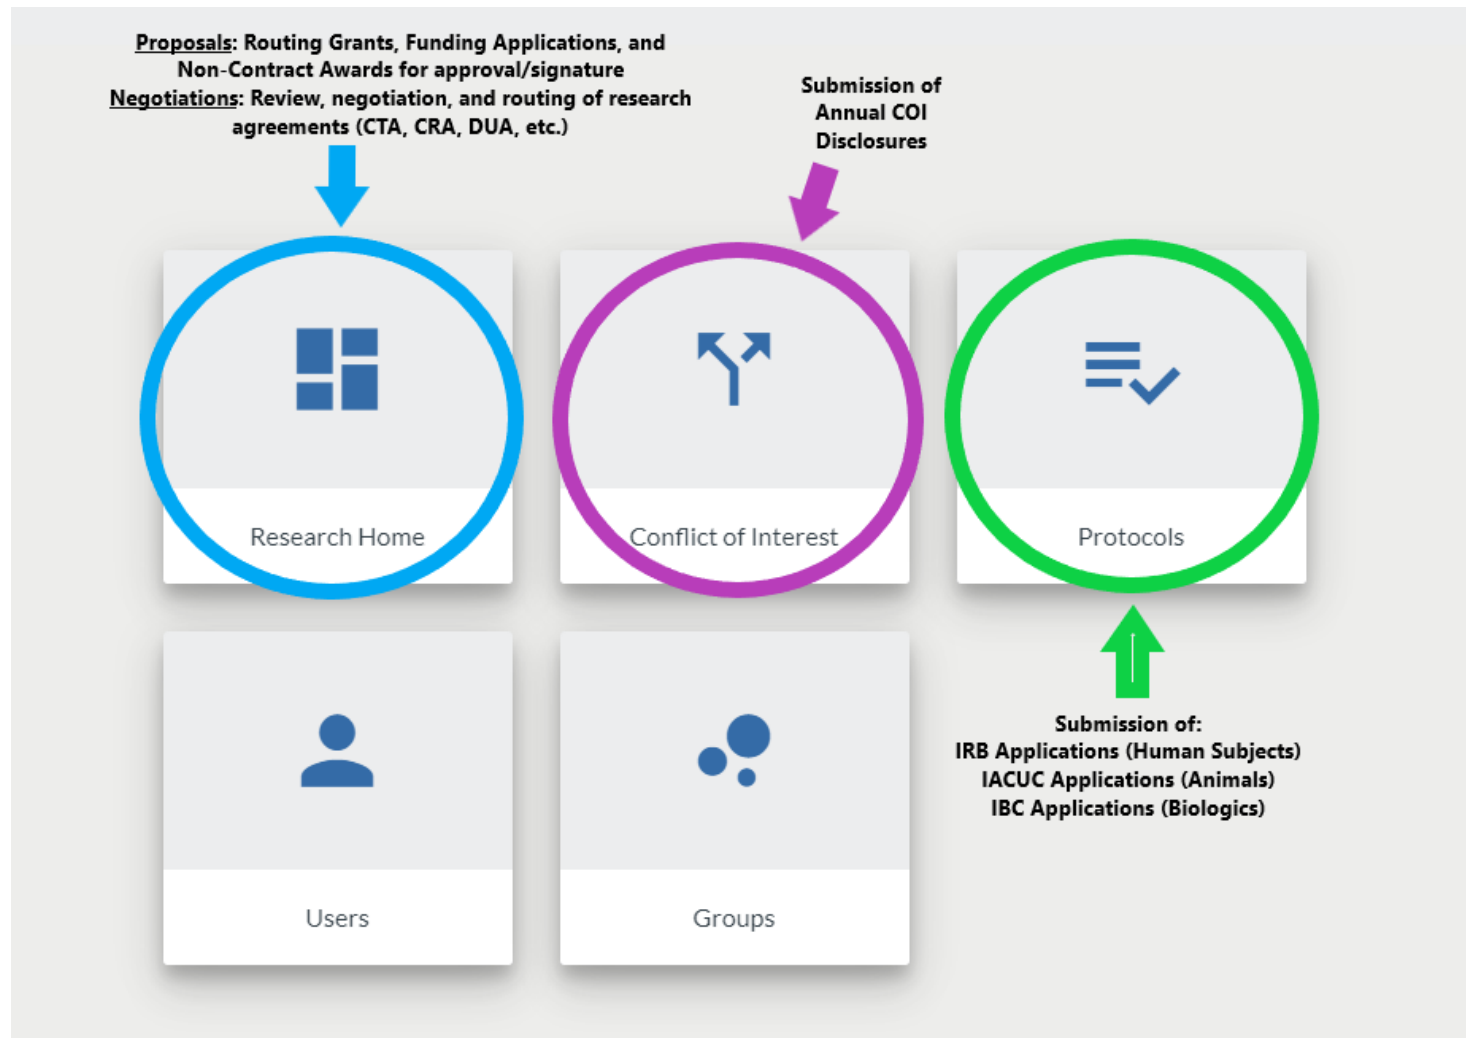 Proposals: Routing Grants, Funding Applications, and
Non-Contract Awards for approval/signature
Negotiations: Review, negotiation, and routing of research
agreements (CTA, CRA, DUA, etc.)
Submission of
Annual COI
Disclosures
Research Home
Conflict of Interest
Protocols
Submission of:
IRB Applications (Human Subjects)
IACUC Applications (Animals)
IBC Applications (Biologics)
Users
Groups